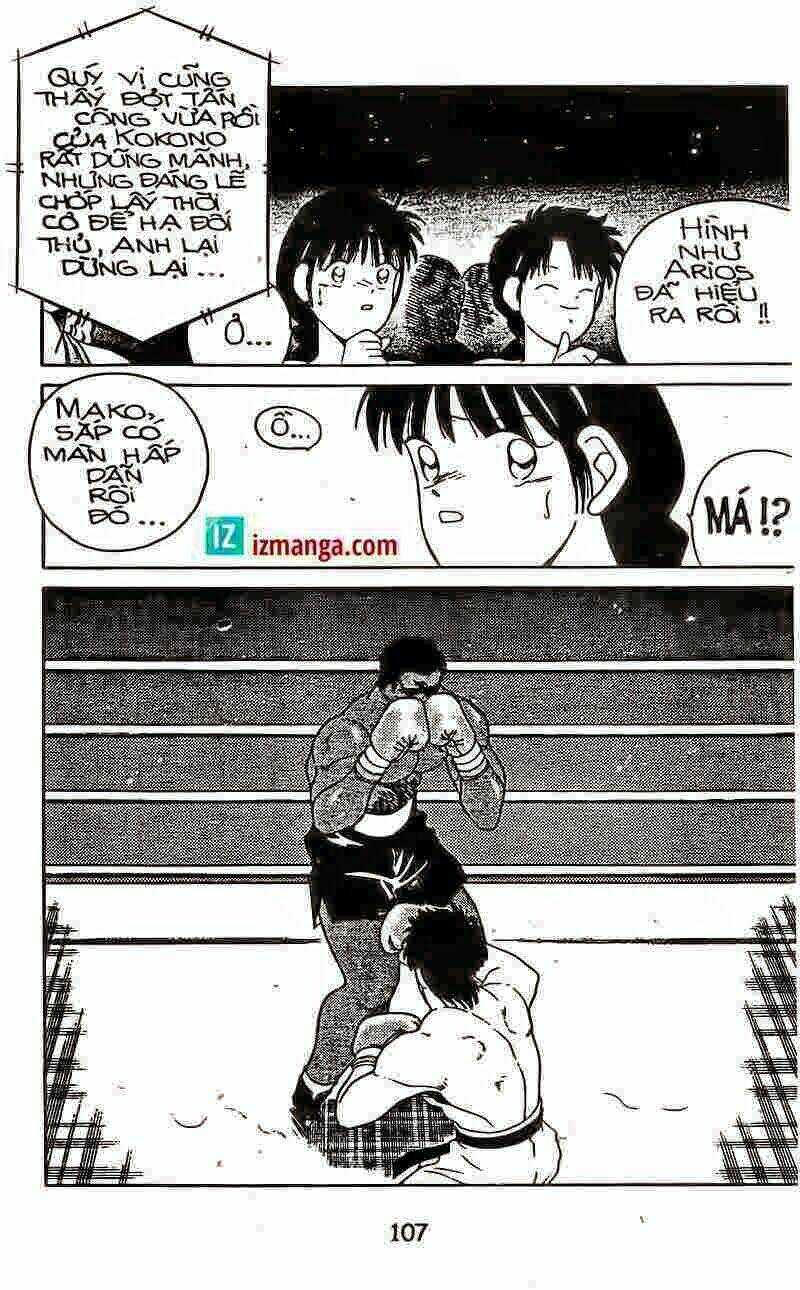 QUÝ VỊ CŨNG
THẤY ĐỢT TẤN
CÔNG VỪA RỒI
CỦA KOKONO
RẤT DŨNG MÃNH,
NHƯNG ĐÁNG LẼ
CHỚP LẤY THỜI
CƠ ĐỂ HẠ ĐỐI
THỦ, ANH LẠI
DỪNG LẠI ...
Ơ...
HÌNH
NHƯ
ARIOS
ĐÃ HIỂU
RA RỒI !!
MAKO,
SẮP CÓ
MÀN HẤP
DẪN
RỒI
ĐÓ ...
Ồ...
MÁ !?
IZ izmanga.com
107